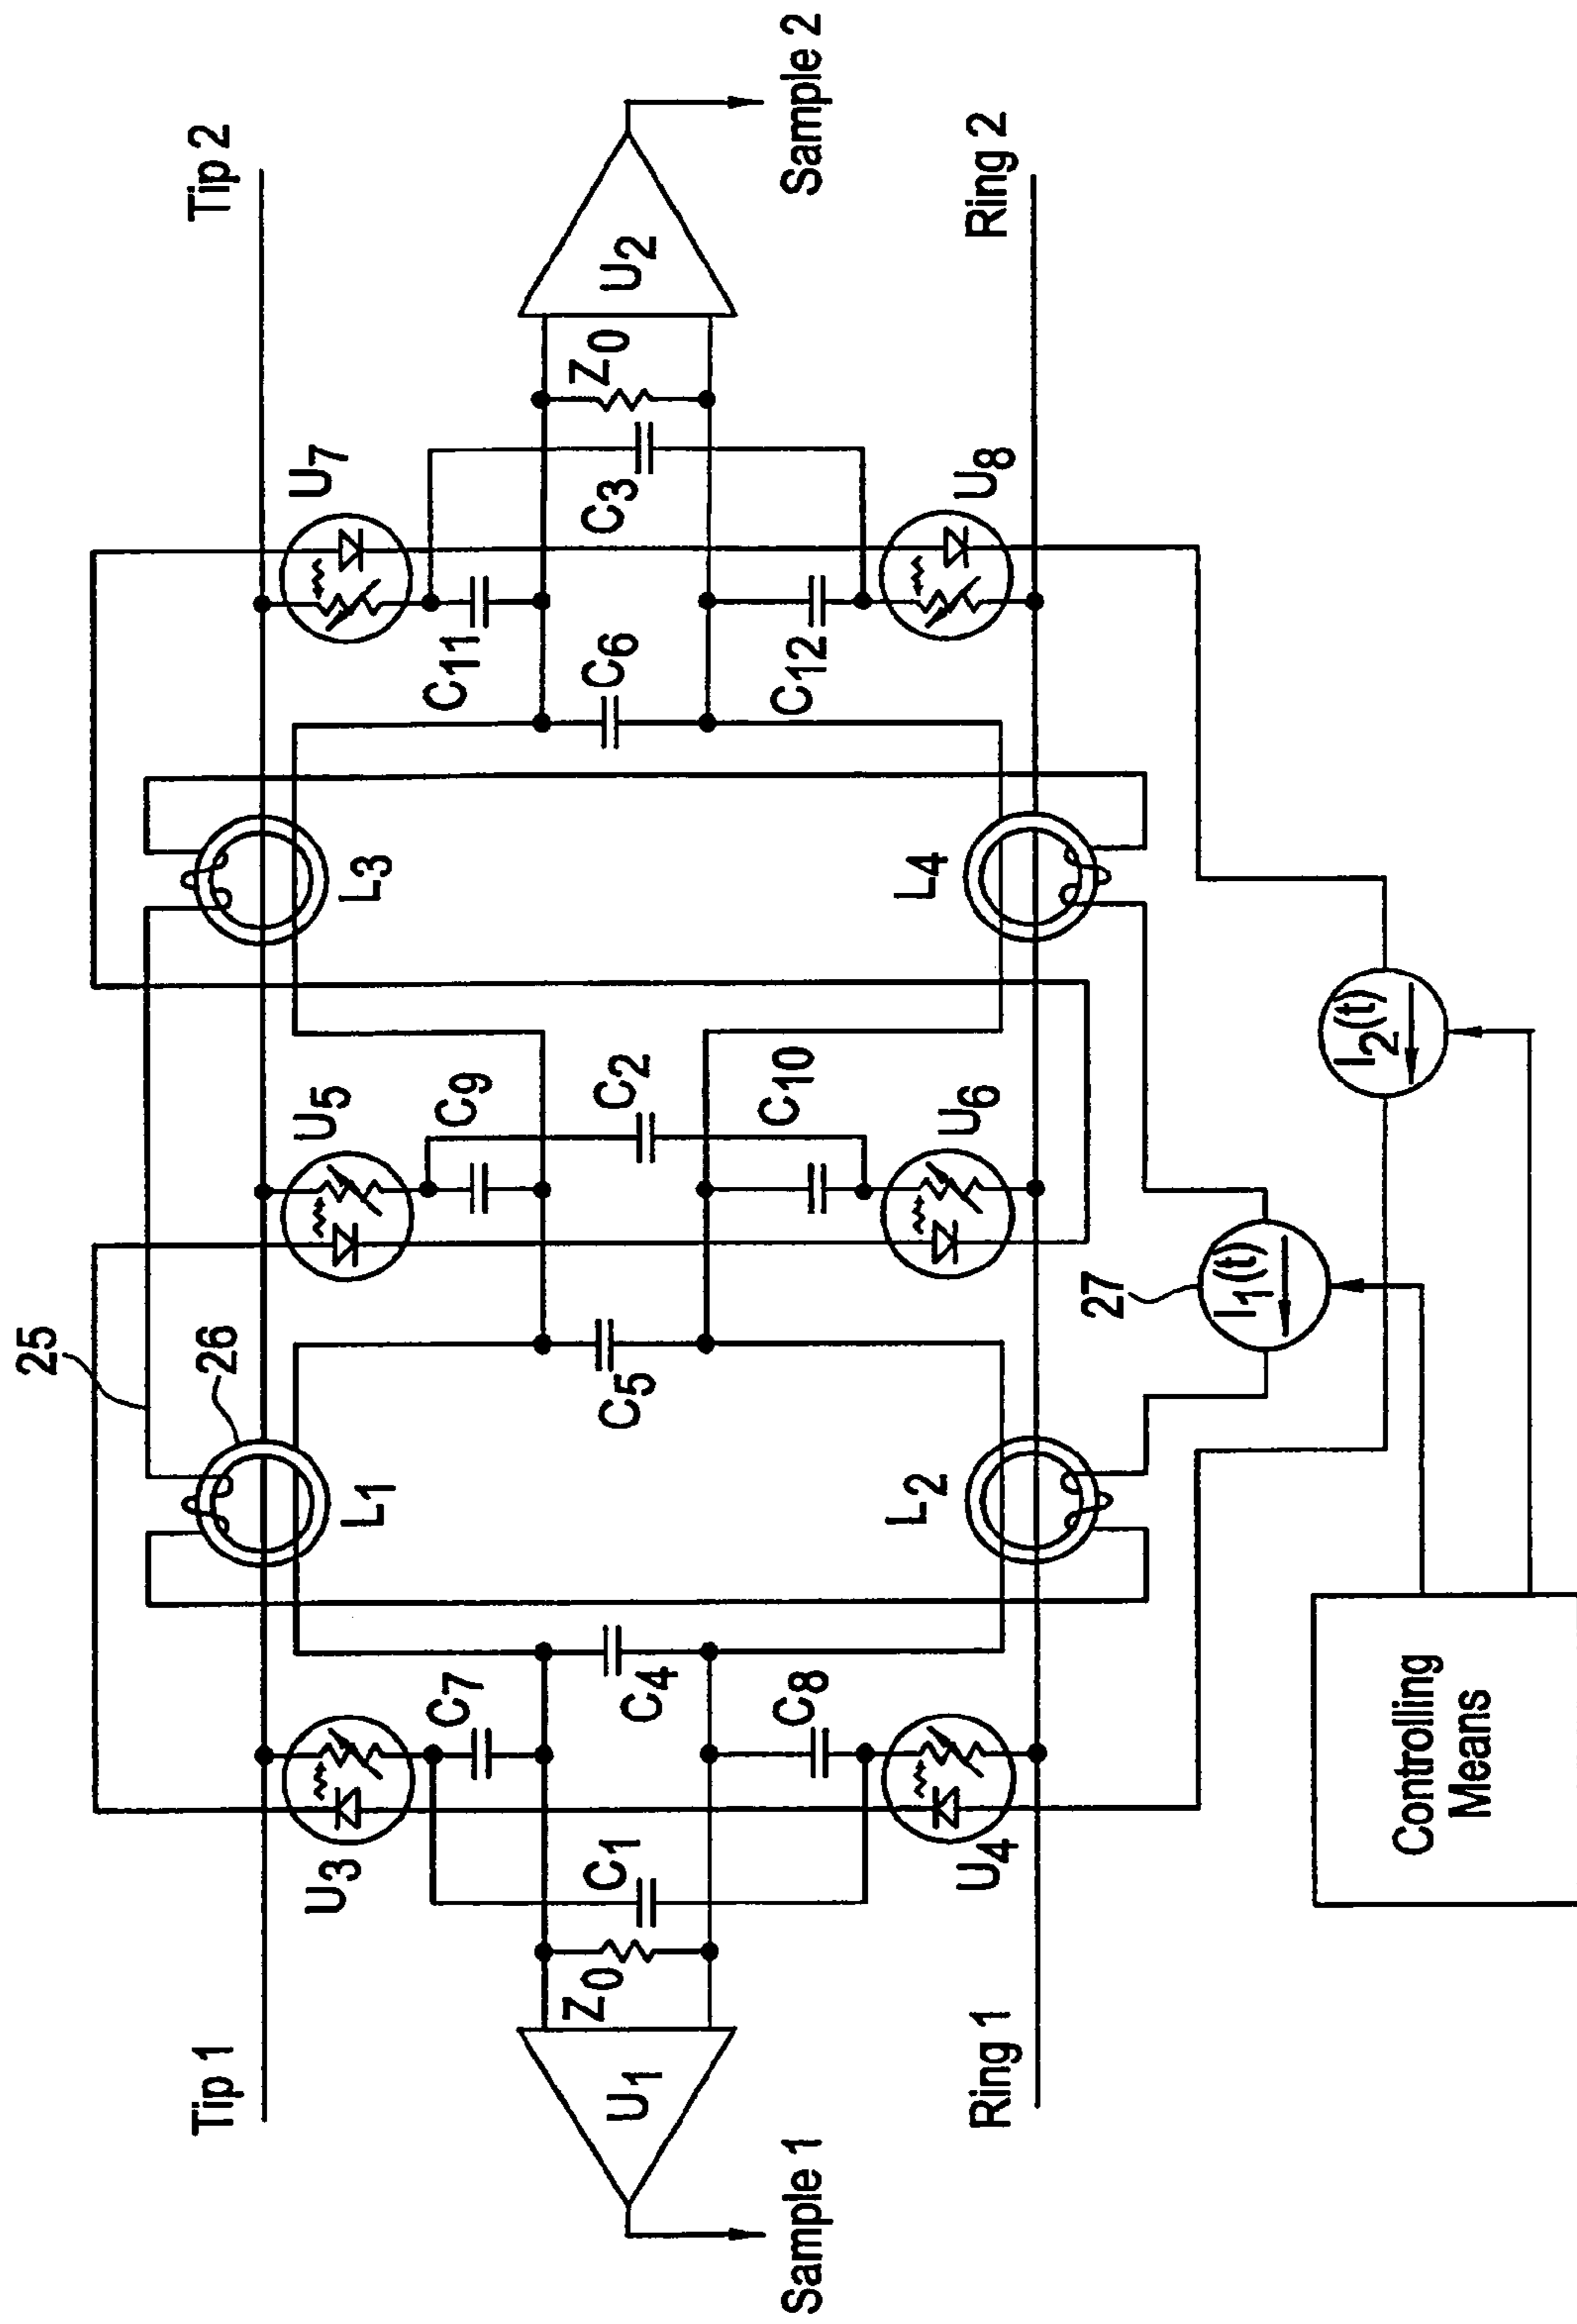 25
26
Tip 1
Tip 2
U3
L1
U5
L3
U7
C7
C9
C11
Sample 1
U1
Z0
C1
C4
C5
C2
C6
C3
Z0
U2
Sample 2
C8
C10
C12
Ring 1
U4
L2
U6
L4
U8
Ring 2
27
I1(t)
I2(t)
Controlling
Means